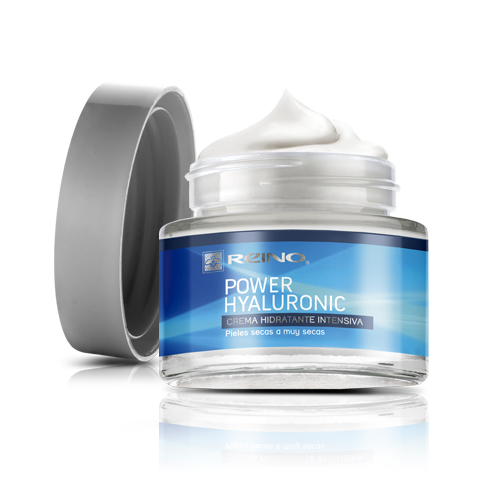 REINO
POWER
HYALURONIC
CREMA HIDRATANTE INTENSIVA
Pieles secas a muy secas